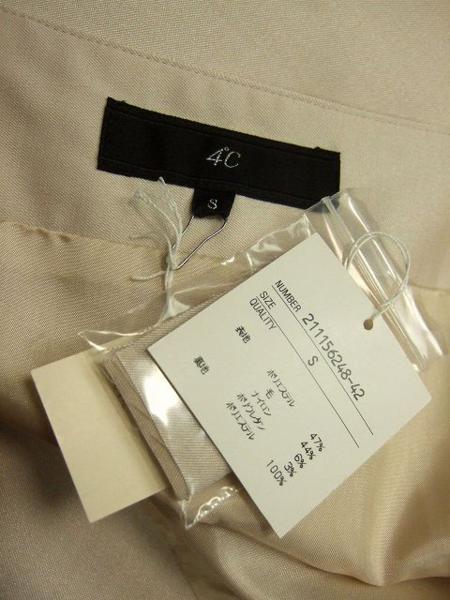 4℃
S
NUMBER 211156248-42
SIZE S
QUALITY
表地 ポリエステル 47%
毛 44%
ナイロン 6%
ポリウレタン 3%
裏地 ポリエステル 100%